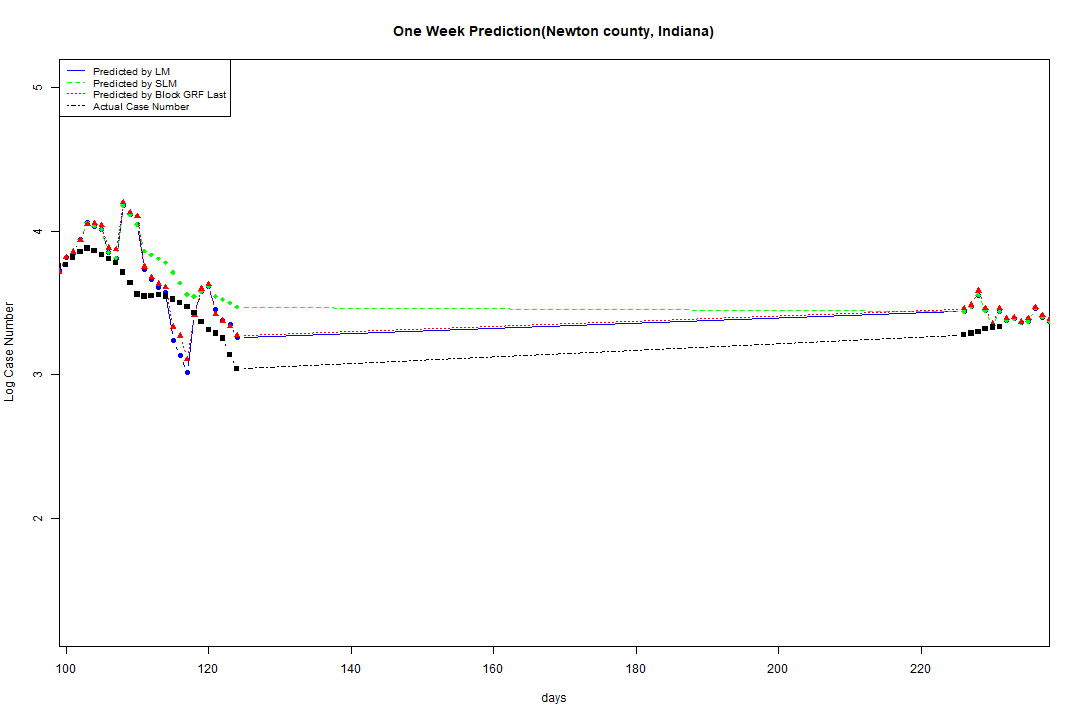 One Week Prediction(Newton county, Indiana)
Predicted by LM
Predicted by SLM
Predicted by Block GRF Last
Actual Case Number
5
4
3
2
Log Case Number
100 120 140 160 180 200 220
days